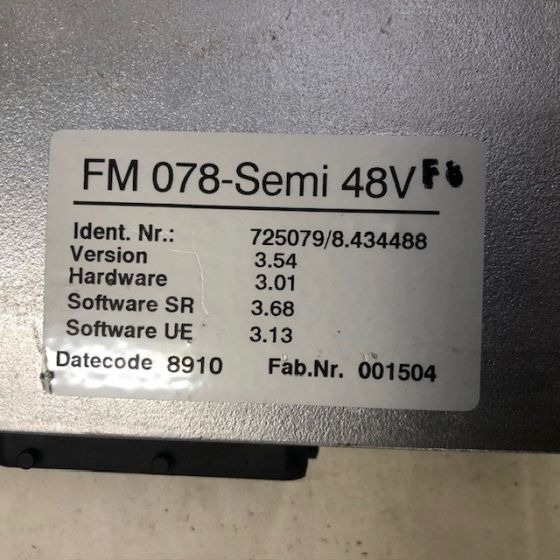 FM 078-Semi 48V F8
Ident. Nr.: 725079/8.434488
Version 3.54
Hardware 3.01
Software SR 3.68
Software UE 3.13
Datecode 8910 Fab.Nr. 001504